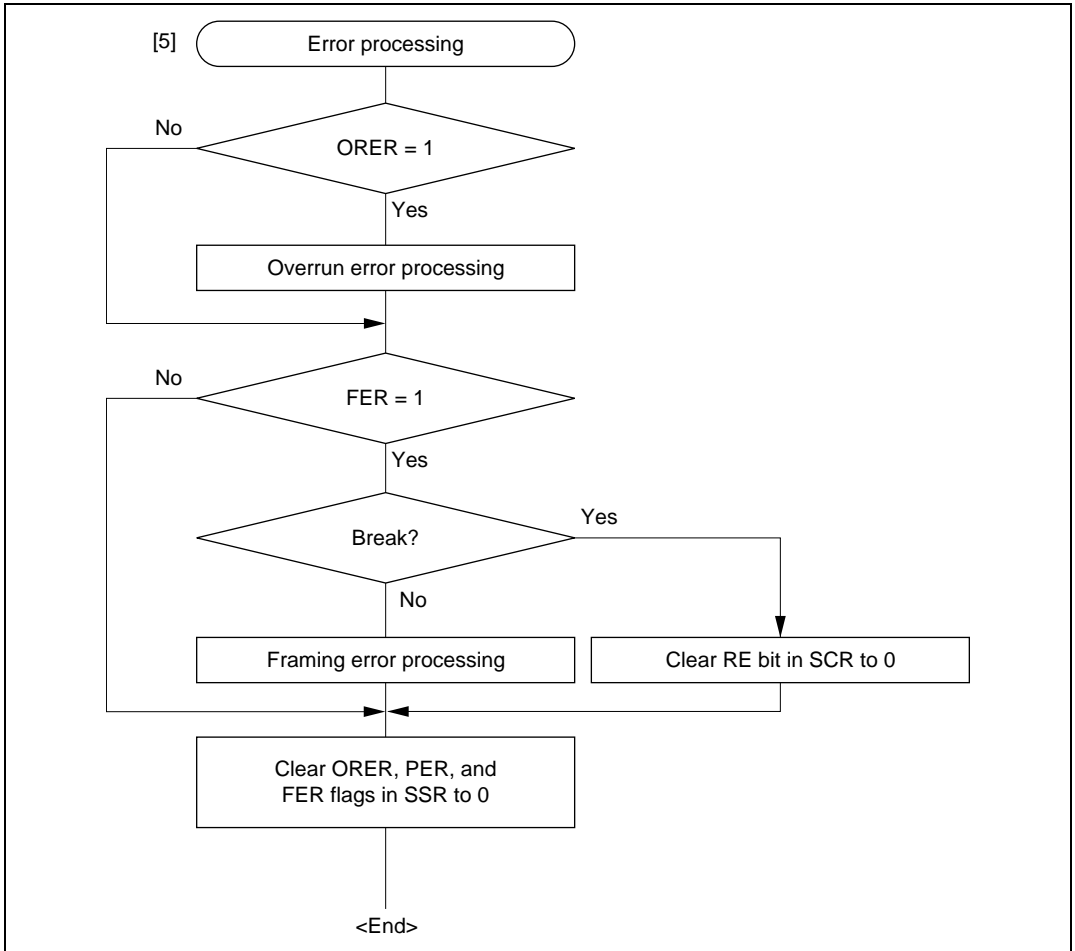 [5] Error processing
No
ORER = 1
Yes
Overrun error processing
No
FER = 1
Yes
Break?
Yes
No
Framing error processing
Clear RE bit in SCR to 0
Clear ORER, PER, and
FER flags in SSR to 0
<End>